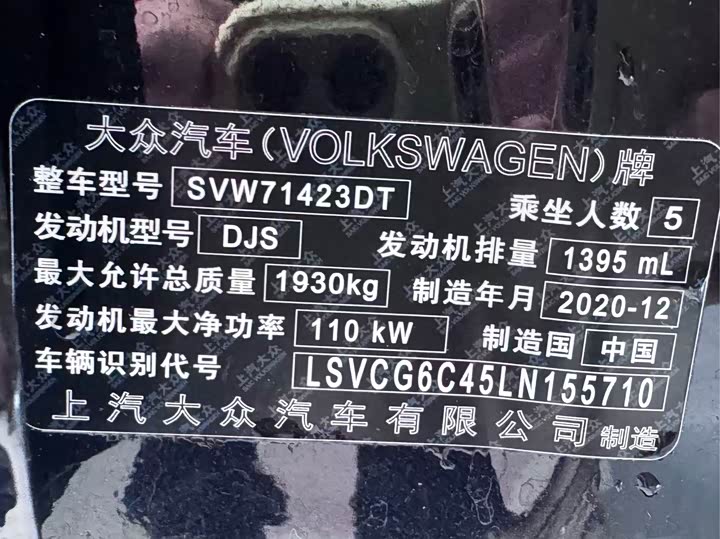 大众汽车(VOLKSWAGEN)牌
整车型号 SVW71423DT 乘坐人数 5
发动机型号 DJS 发动机排量 1395 mL
最大允许总质量 1930kg 制造年月 2020-12
发动机最大净功率 110 kW 制造国 中国
车辆识别代号 LSVCG6C45LN155710
上汽大众汽车有限公司 制造